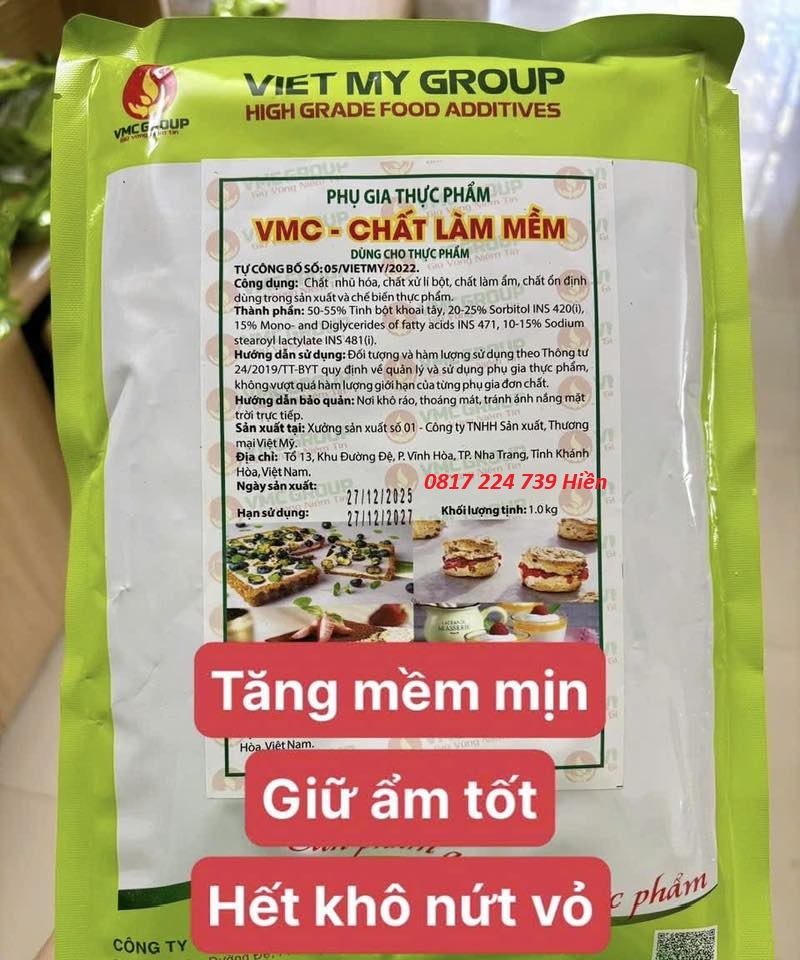 VIET MY GROUP
HIGH GRADE FOOD ADDITIVES
VMC GROUP
Giữ vững niềm tin
PHỤ GIA THỰC PHẨM
VMC - CHẤT LÀM MỀM
DÙNG CHO THỰC PHẨM
TỰ CÔNG BỐ SỐ: 05/VIETMY/2022.
Công dụng: Chất nhũ hóa, chất xử lí bột, chất làm ẩm, chất ổn định
dùng trong sản xuất và chế biến thực phẩm.
Thành phần: 50-55% Tinh bột khoai tây, 20-25% Sorbitol INS 420(i),
15% Mono- and Diglycerides of fatty acids INS 471, 10-15% Sodium
stearoyl lactylate INS 481(i).
Hướng dẫn sử dụng: Đối tượng và hàm lượng sử dụng theo Thông tư
24/2019/TT-BYT quy định về quản lý và sử dụng phụ gia thực phẩm,
không vượt quá hàm lượng giới hạn của từng phụ gia đơn chất.
Hướng dẫn bảo quản: Nơi khô ráo, thoáng mát, tránh ánh nắng mặt
trời trực tiếp.
Sản xuất tại: Xưởng sản xuất số 01 - Công ty TNHH Sản xuất, Thương
mại Việt Mỹ.
Địa chỉ: Tổ 13, Khu Đường Đệ, P. Vĩnh Hòa, TP. Nha Trang, Tỉnh Khánh
Hòa, Việt Nam.
0817 224 739 Hiền
Ngày sản xuất: 27/12/2025
Hạn sử dụng: 27/12/2027 Khối lượng tịnh: 1.0 kg
Tăng mềm mịn
Hòa, Việt Nam.
Giữ ẩm tốt
Hết khô nứt vỏ
phẩm
CÔNG TY